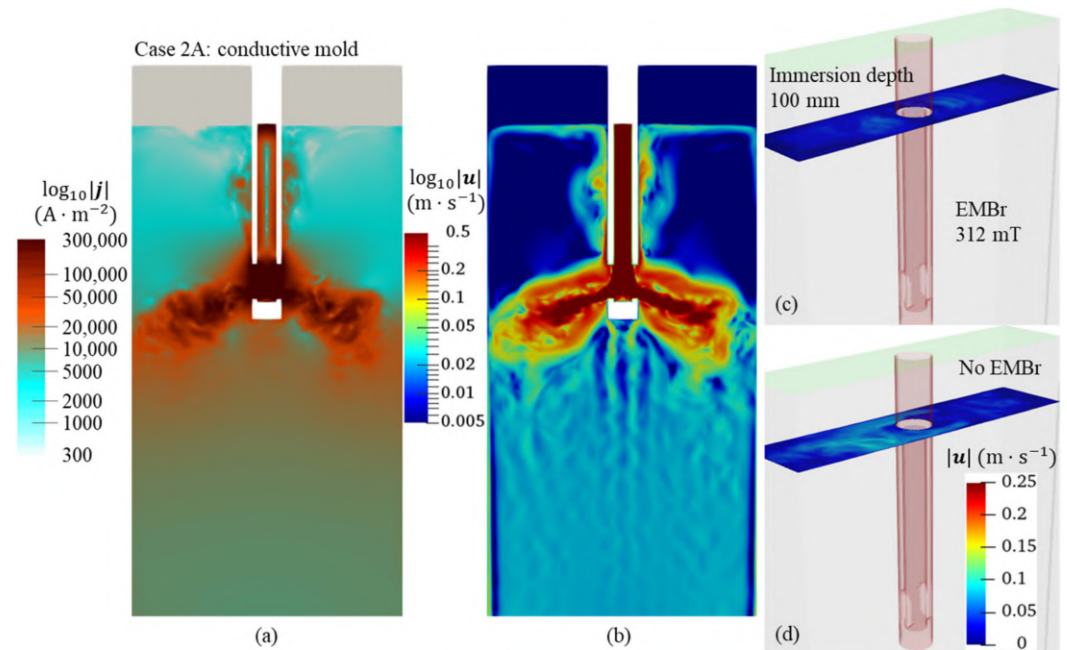 Case 2A: conductive mold
log₁₀|j|
(A · m⁻²)
300,000
100,000
50,000
20,000
10,000
5000
2000
1000
300
(a)
log₁₀|u|
(m · s⁻¹)
0.5
0.2
0.1
0.05
0.02
0.01
0.005
(b)
Immersion depth
100 mm
EMBr
312 mT
(c)
No EMBr
|u| (m · s⁻¹)
0.25
0.2
0.15
0.1
0.05
0
(d)